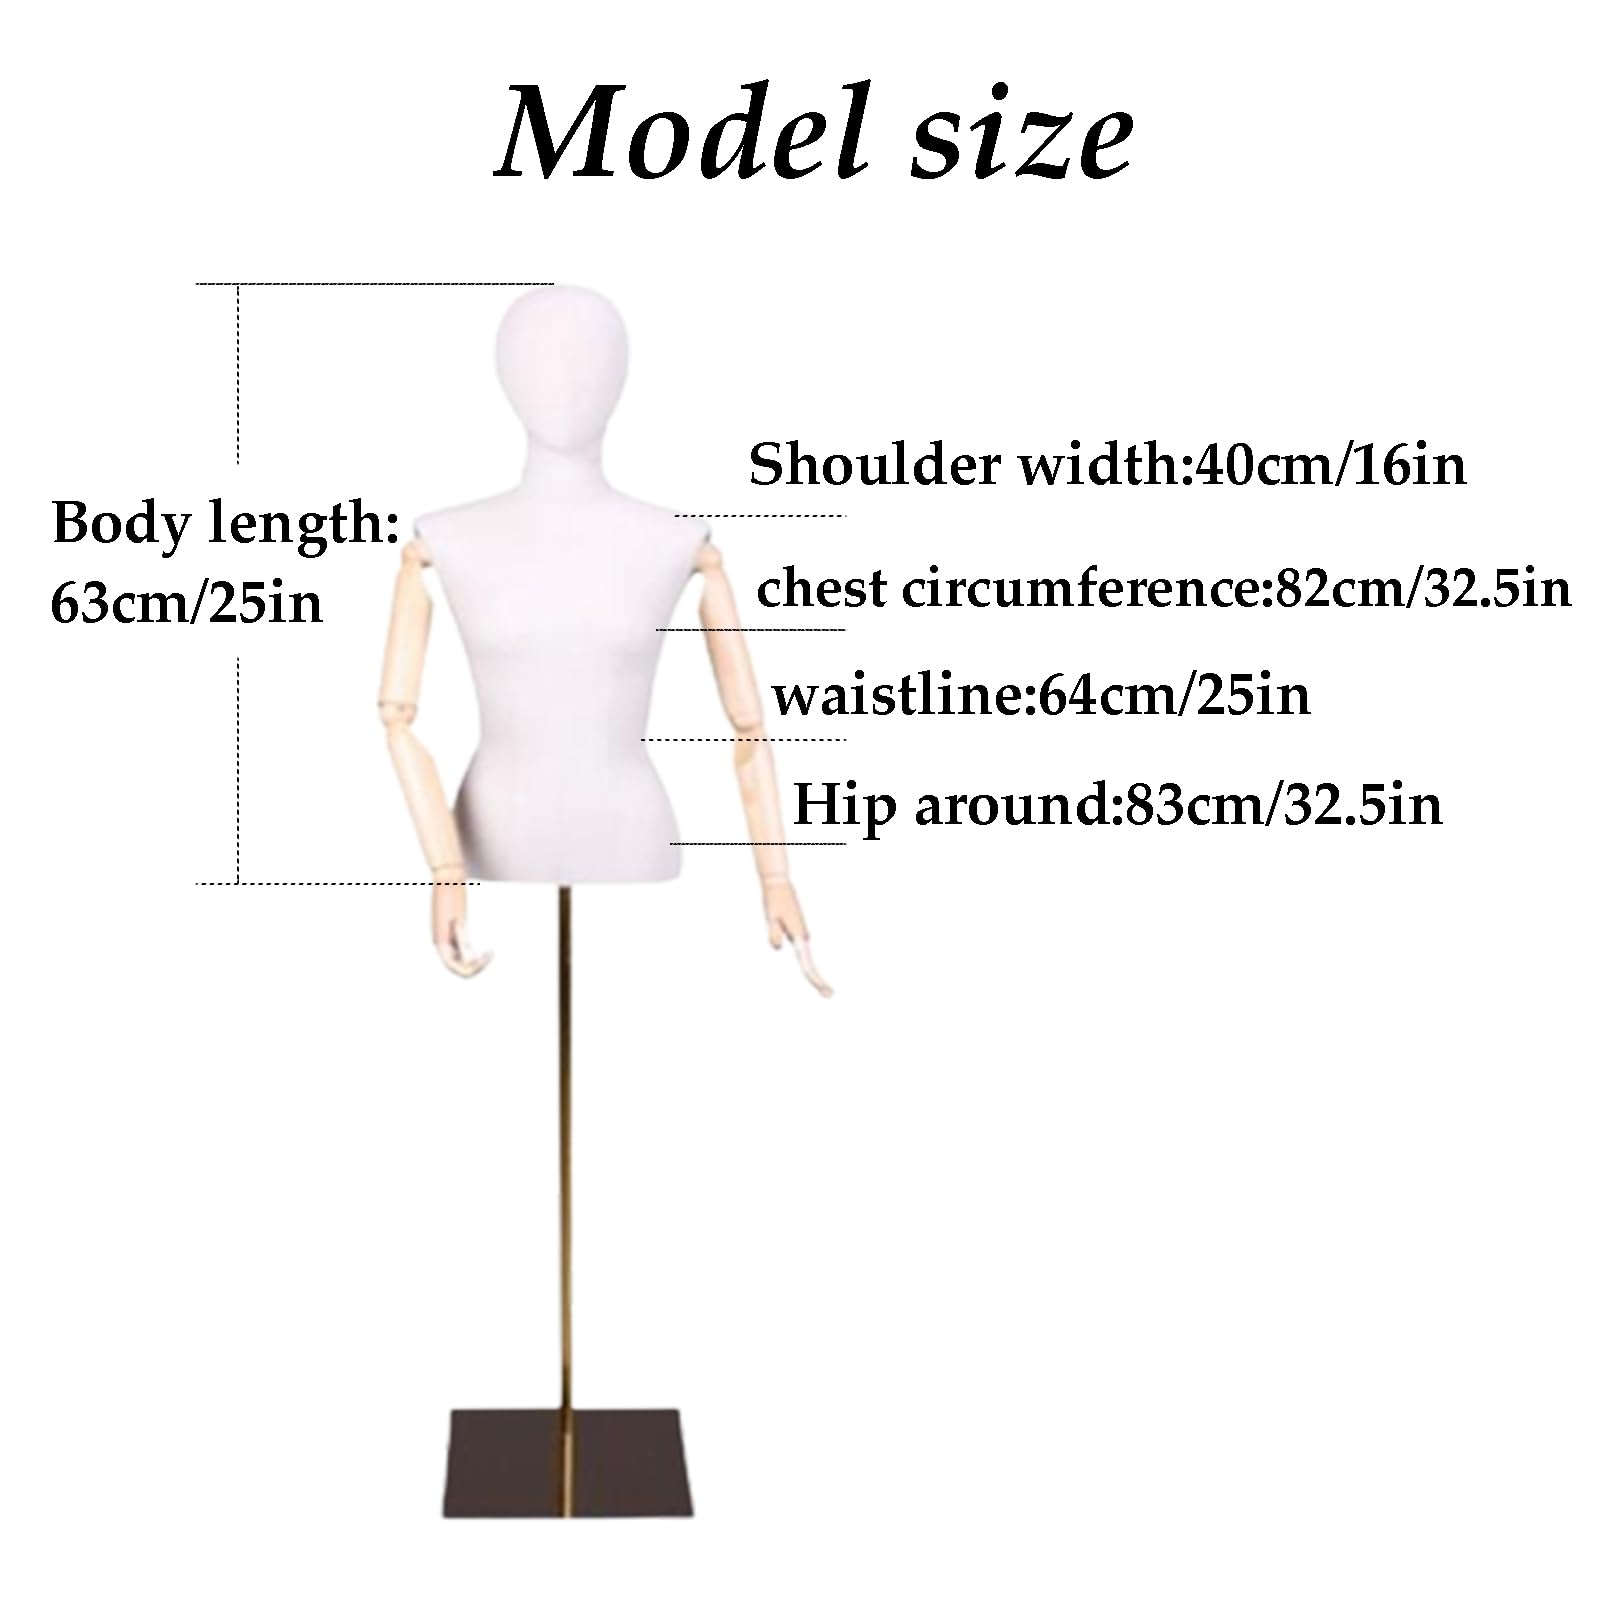 Model size
Shoulder width:40cm/16in
Body length:
63cm/25in
chest circumference:82cm/32.5in
waistline:64cm/25in
Hip around:83cm/32.5in